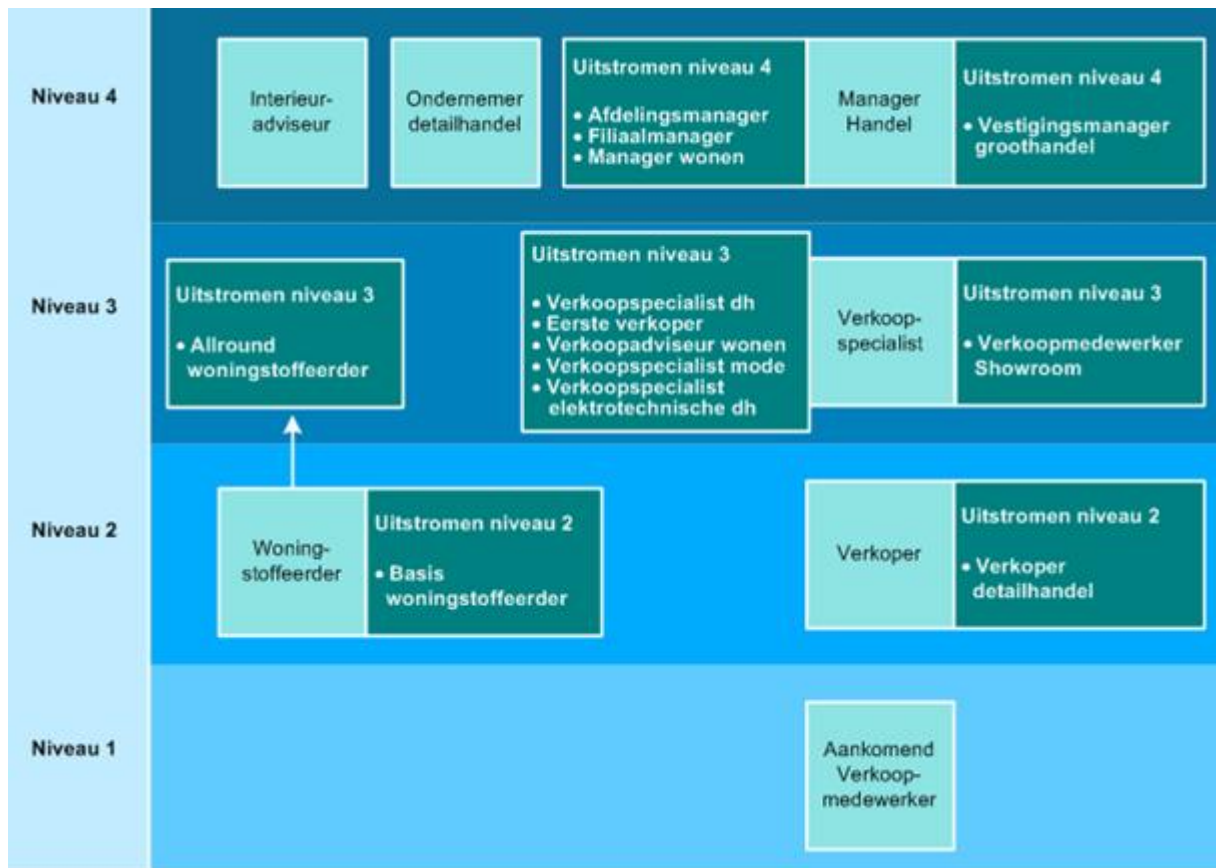 Niveau 4
Interieur-
adviseur
Ondernemer
detailhandel
Uitstromen niveau 4
• Afdelingsmanager
• Filiaalmanager
• Manager wonen
Manager
Handel
Uitstromen niveau 4
• Vestigingsmanager
groothandel
Niveau 3
Uitstromen niveau 3
• Allround
woningstoffeerder
Uitstromen niveau 3
• Verkoopspecialist dh
• Eerste verkoper
• Verkoopadviseur wonen
• Verkoopspecialist mode
• Verkoopspecialist
elektrotechnische dh
Verkoop-
specialist
Uitstromen niveau 3
• Verkoopmedewerker
Showroom
Niveau 2
Woning-
stoffeerder
Uitstromen niveau 2
• Basis
woningstoffeerder
Verkoper
Uitstromen niveau 2
• Verkoper
detailhandel
Niveau 1
Aankomend
Verkoop-
medewerker